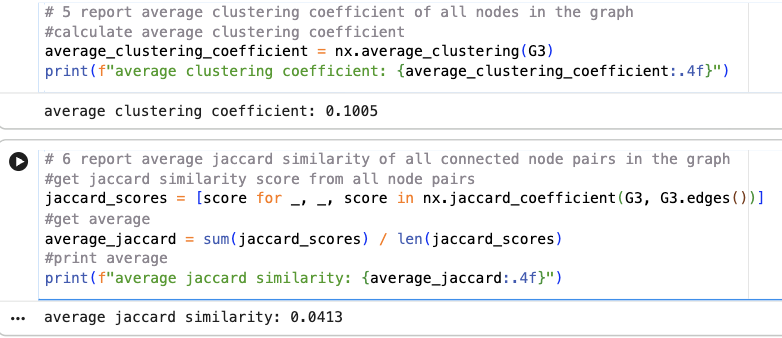 # 5 report average clustering coefficient of all nodes in the graph
#calculate average clustering coefficient
average_clustering_coefficient = nx.average_clustering(G3)
print(f"average clustering coefficient: {average_clustering_coefficient:.4f}")
average clustering coefficient: 0.1005
# 6 report average jaccard similarity of all connected node pairs in the graph
#get jaccard similarity score from all node pairs
jaccard_scores = [score for _, _, score in nx.jaccard_coefficient(G3, G3.edges())]
#get average
average_jaccard = sum(jaccard_scores) / len(jaccard_scores)
#print average
print(f"average jaccard similarity: {average_jaccard:.4f}")
average jaccard similarity: 0.0413